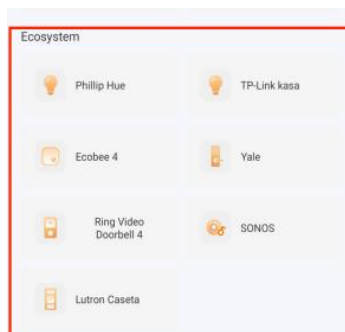 Ecosystem
Phillip Hue
TP-Link kasa
Ecobee 4
Yale
Ring Video
Doorbell 4
SONOS
Lutron Caseta